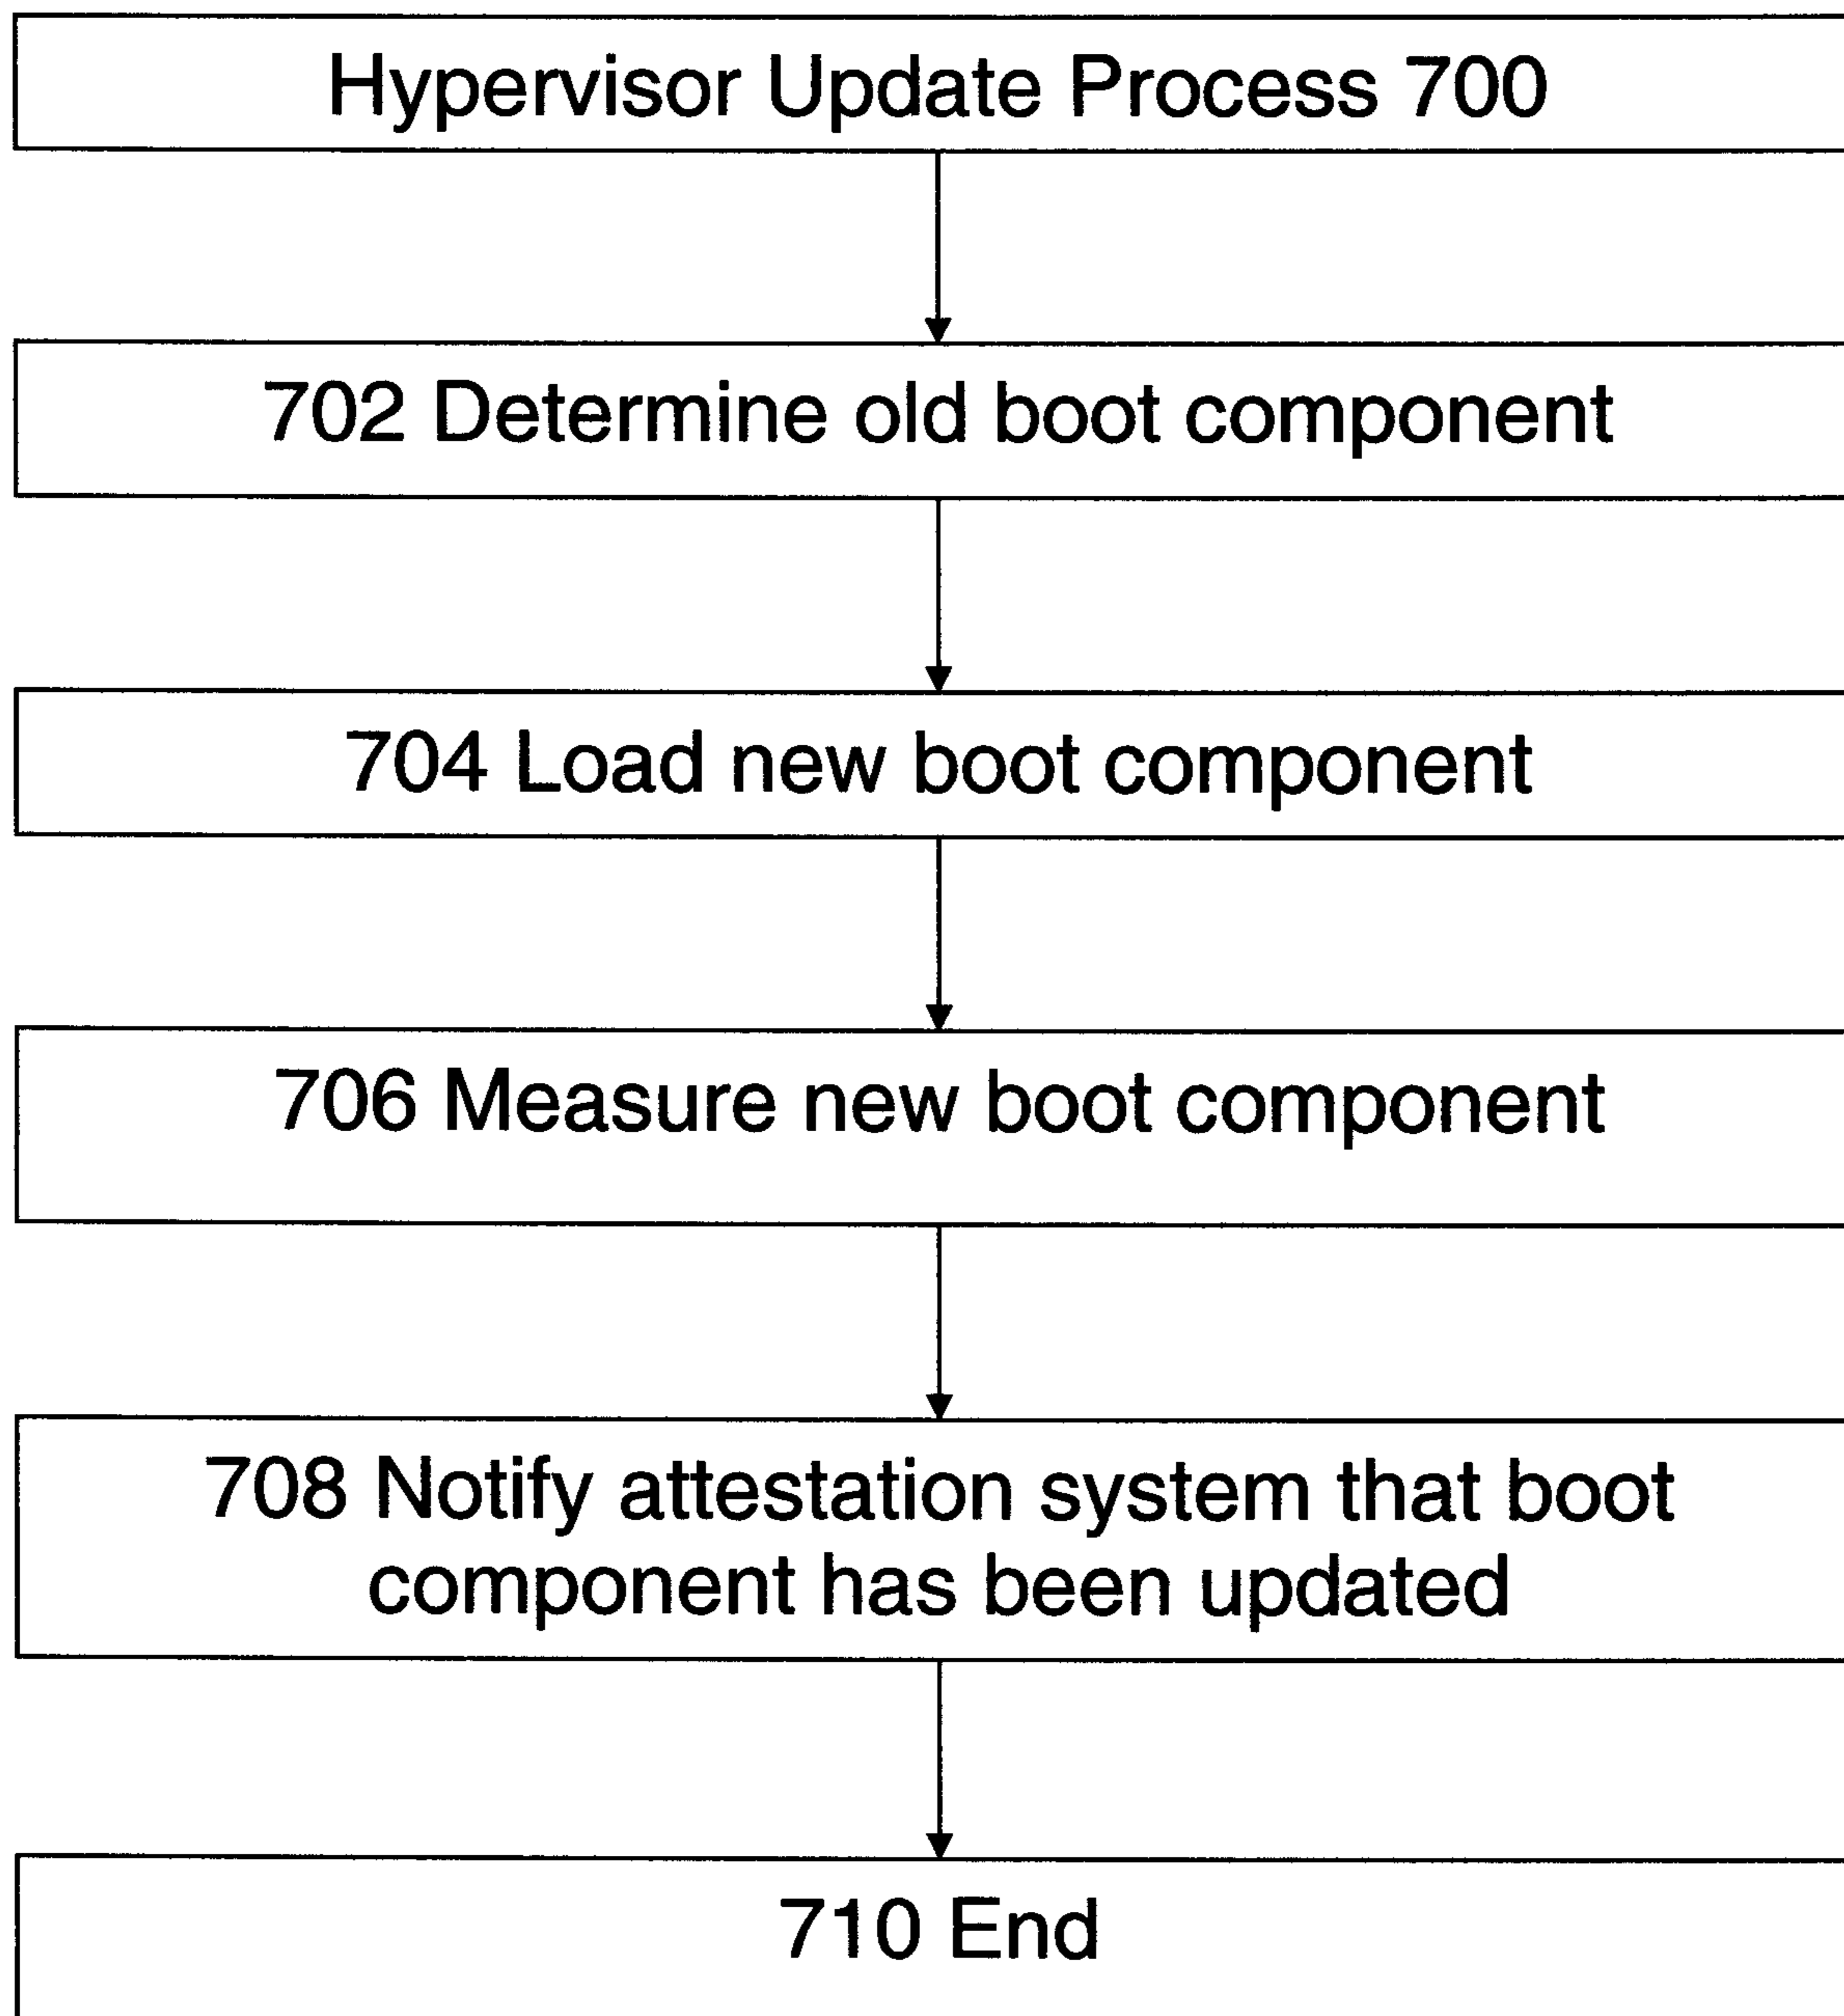 Hypervisor Update Process 700
702 Determine old boot component
704 Load new boot component
706 Measure new boot component
708 Notify attestation system that boot
component has been updated
710 End